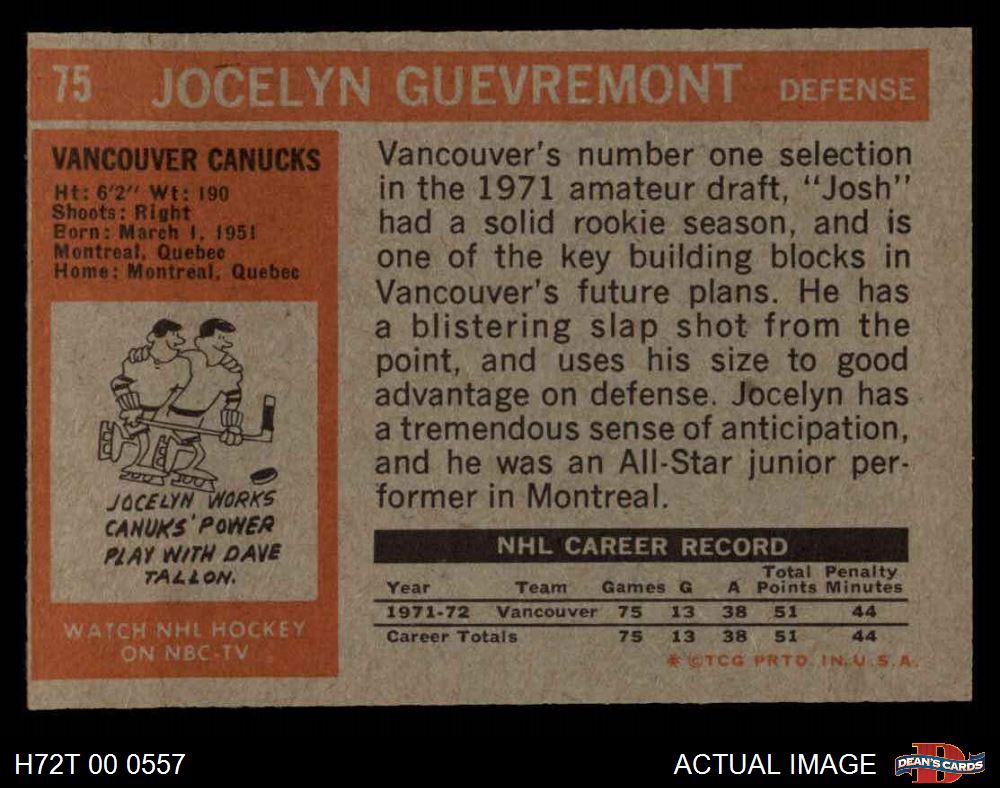 75 JOCELYN GUEVREMONT DEFENSE
VANCOUVER CANUCKS
Ht: 6'2" Wt: 190
Shoots: Right
Born: March 1, 1951
Montreal, Quebec
Home: Montreal, Quebec
JOCELYN WORKS
CANUKS' POWER
PLAY WITH DAVE
TALLON.
WATCH NHL HOCKEY
ON NBC-TV
Vancouver's number one selection
in the 1971 amateur draft, "Josh"
had a solid rookie season, and is
one of the key building blocks in
Vancouver's future plans. He has
a blistering slap shot from the
point, and uses his size to good
advantage on defense. Jocelyn has
a tremendous sense of anticipation,
and he was an All-Star junior per-
former in Montreal.
NHL CAREER RECORD
Total Penalty
Year Team Games G A Points Minutes
1971-72 Vancouver 75 13 38 51 44
Career Totals 75 13 38 51 44
* ©TCG PRTD. IN U.S.A.
H72T 00 0557
ACTUAL IMAGE
D
DEAN'S CARDS